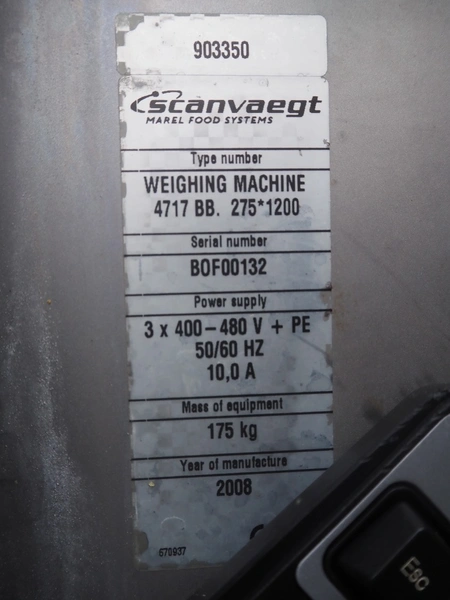 903350
scanvaegt
MAREL FOOD SYSTEMS
Type number
WEIGHING MACHINE
4717 BB. 275*1200
Serial number
BOF00132
Power supply
3 x 400-480 V + PE
50/60 HZ
10,0 A
Mass of equipment
175 kg
Year of manufacture
2008
670937
Esc